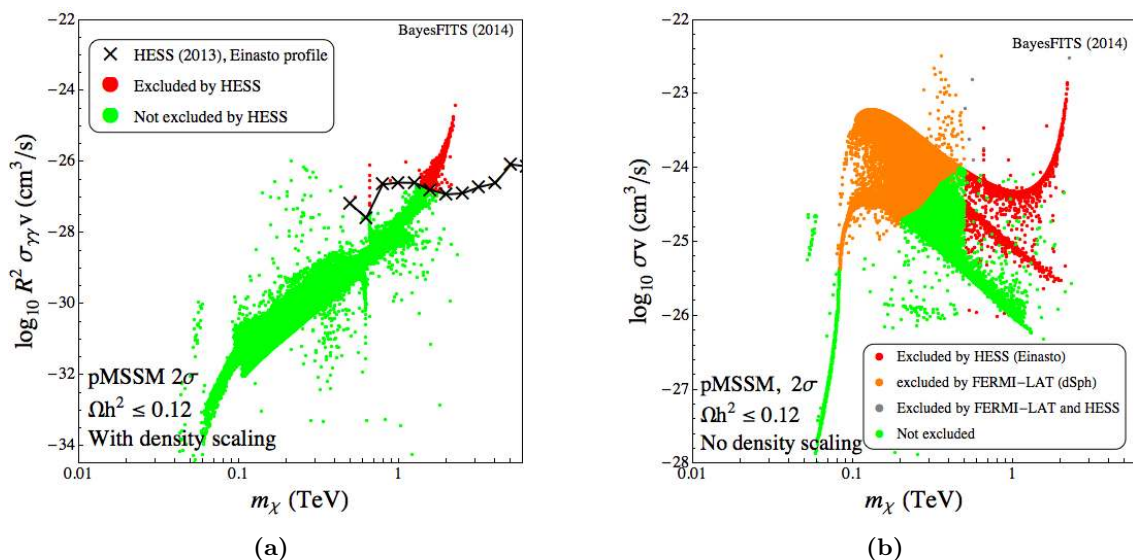 BayesFITS (2014)
HESS (2013), Einasto profile
Excluded by HESS
Not excluded by HESS
−22
−24
−26
−28
−30
−32
−34
log₁₀ R² σ_γγ v (cm³/s)
pMSSM 2σ
Ωh² ≤ 0.12
With density scaling
0.01 0.1 1
m_χ (TeV)
(a)
BayesFITS (2014)
−22
−23
−24
−25
−26
−27
−28
log₁₀ σv (cm³/s)
Excluded by HESS (Einasto)
excluded by FERMI−LAT (dSph)
Excluded by FERMI−LAT and HESS
Not excluded
pMSSM, 2σ
Ωh² ≤ 0.12
No density scaling
0.01 0.1 1
m_χ (TeV)
(b)